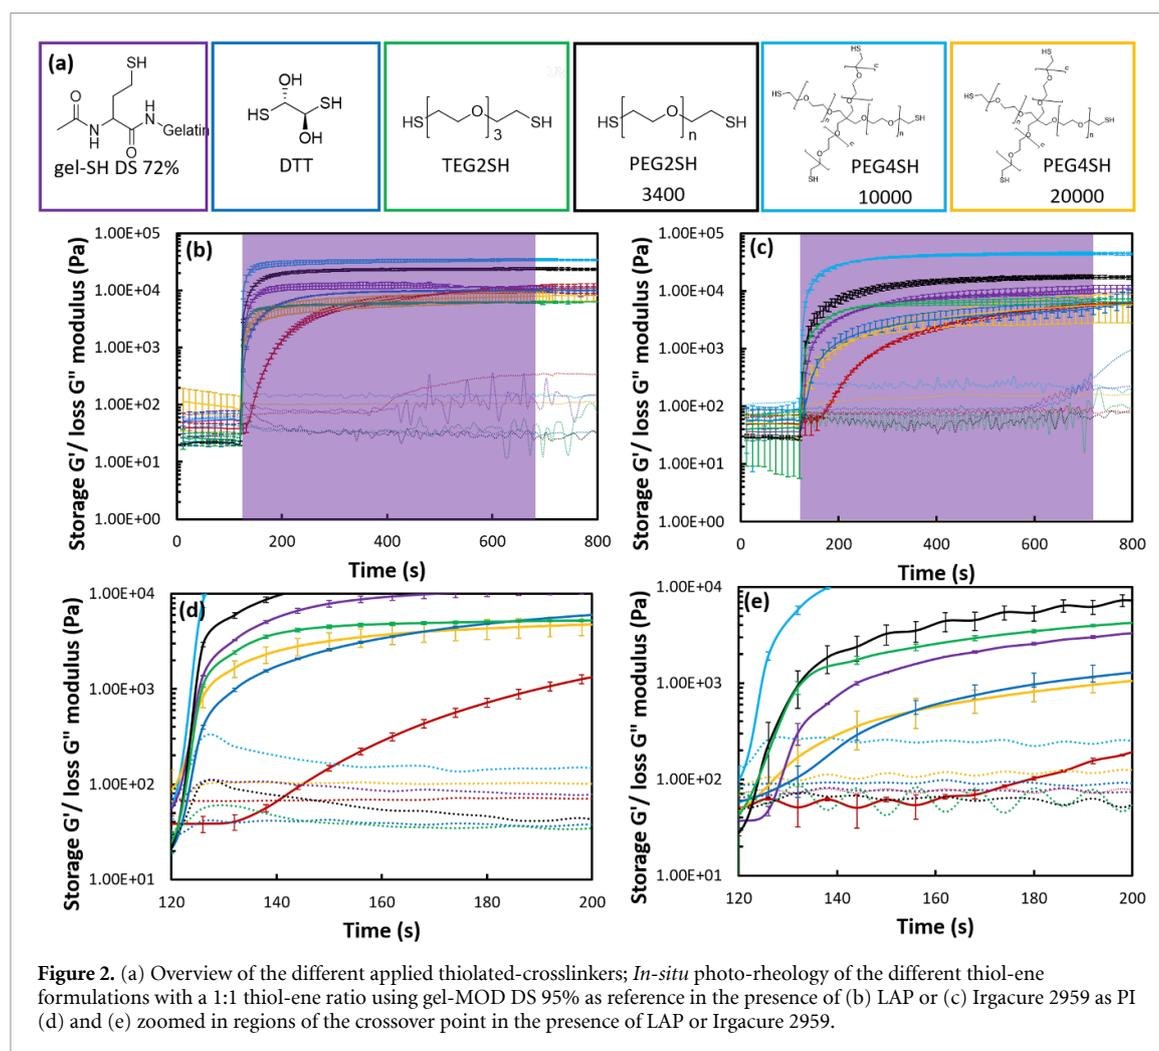 (a)
SH
O
N
H
H
N
O
Gelatin
gel-SH DS 72%
OH
HS
SH
OH
DTT
HS
O
3
SH
TEG2SH
HS
O
n
SH
PEG2SH
3400
HS
HS
SH
SH
PEG4SH
10000
HS
HS
SH
SH
PEG4SH
20000
(b)
Storage G'/ loss G'' modulus (Pa)
1.00E+05
1.00E+04
1.00E+03
1.00E+02
1.00E+01
1.00E+00
0 200 400 600 800
Time (s)
(c)
Storage G'/ loss G'' modulus (Pa)
1.00E+05
1.00E+04
1.00E+03
1.00E+02
1.00E+01
1.00E+00
0 200 400 600 800
Time (s)
(d)
Storage G'/ loss G'' modulus (Pa)
1.00E+04
1.00E+03
1.00E+02
1.00E+01
120 140 160 180 200
Time (s)
(e)
Storage G'/ loss G'' modulus (Pa)
1.00E+04
1.00E+03
1.00E+02
1.00E+01
120 140 160 180 200
Time (s)
Figure 2. (a) Overview of the different applied thiolated-crosslinkers; In-situ photo-rheology of the different thiol-ene
formulations with a 1:1 thiol-ene ratio using gel-MOD DS 95% as reference in the presence of (b) LAP or (c) Irgacure 2959 as PI
(d) and (e) zoomed in regions of the crossover point in the presence of LAP or Irgacure 2959.